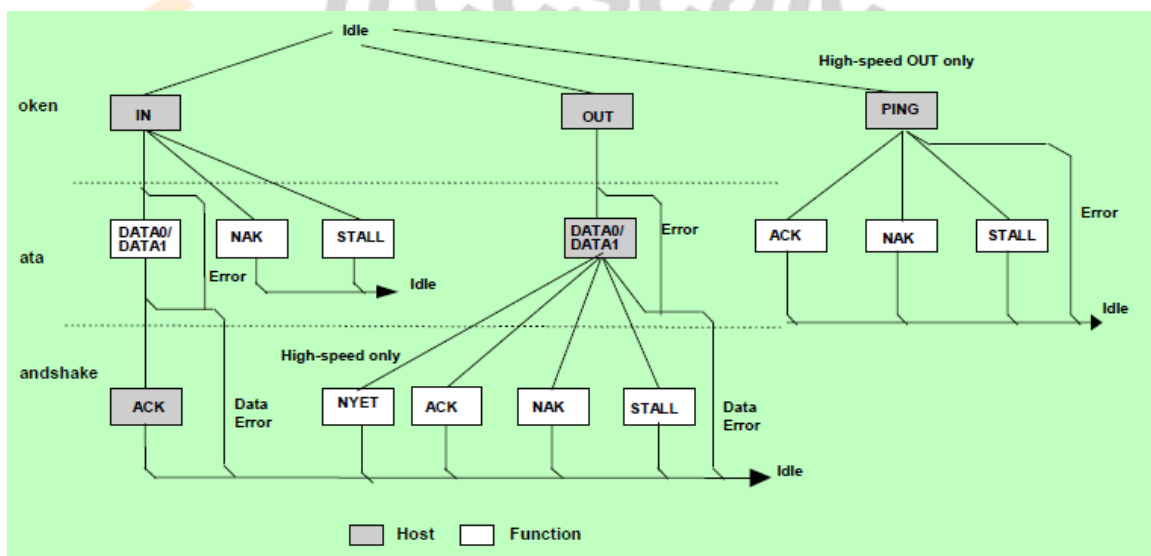 Idle
High-speed OUT only
oken
IN
OUT
PING
DATA0/
DATA1
NAK
STALL
DATA0/
DATA1
Error
ACK
NAK
STALL
Error
ata
Error
Idle
Idle
High-speed only
andshake
ACK
Data
Error
NYET
ACK
NAK
STALL
Data
Error
Idle
Host
Function